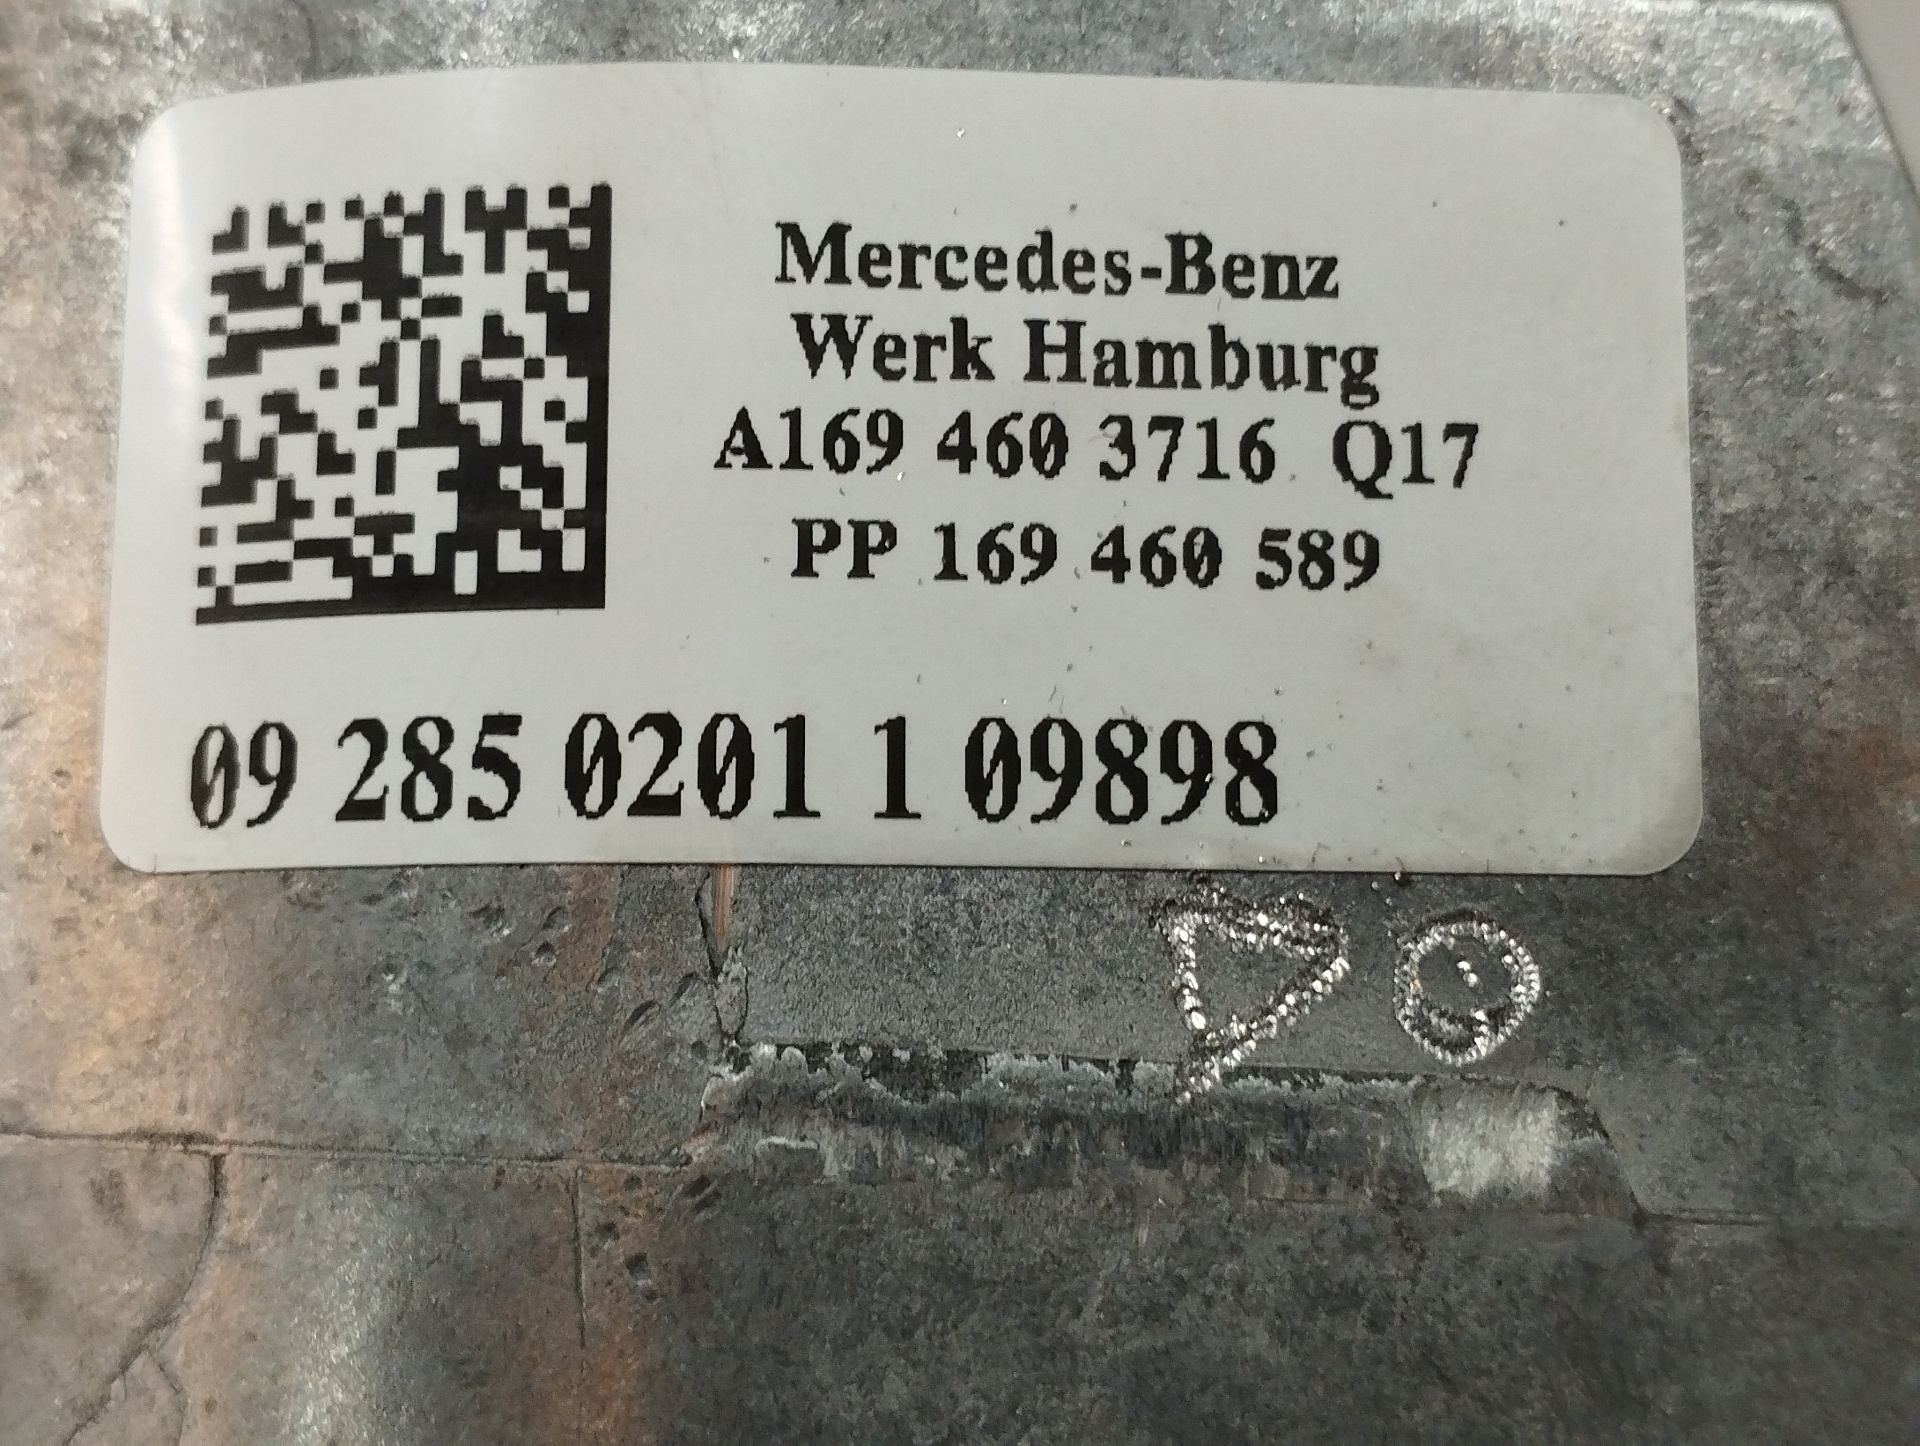 Mercedes-Benz
Werk Hamburg
A169 460 3716 Q17
PP 169 460 589
09 285 0201 1 09898